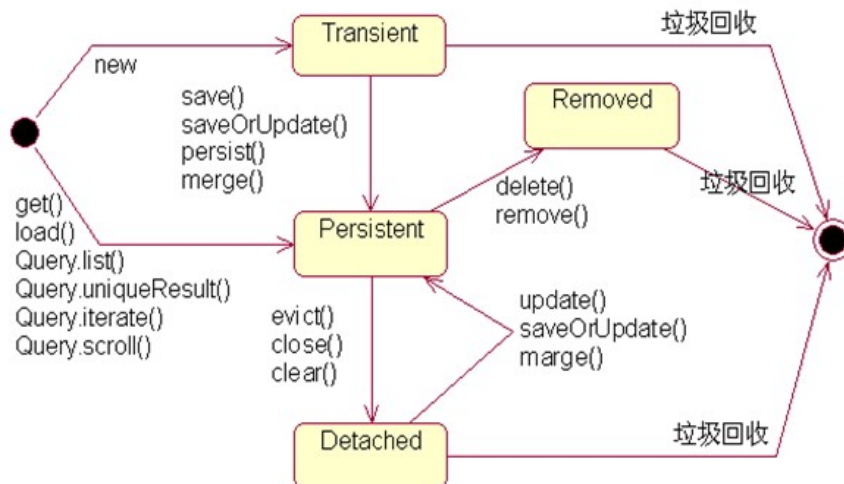 Transient
垃圾回收
new
save()
saveOrUpdate()
persist()
merge()
Removed
垃圾回收
delete()
remove()
get()
load()
Query.list()
Query.uniqueResult()
Query.iterate()
Query.scroll()
Persistent
evict()
close()
clear()
update()
saveOrUpdate()
marge()
Detached
垃圾回收